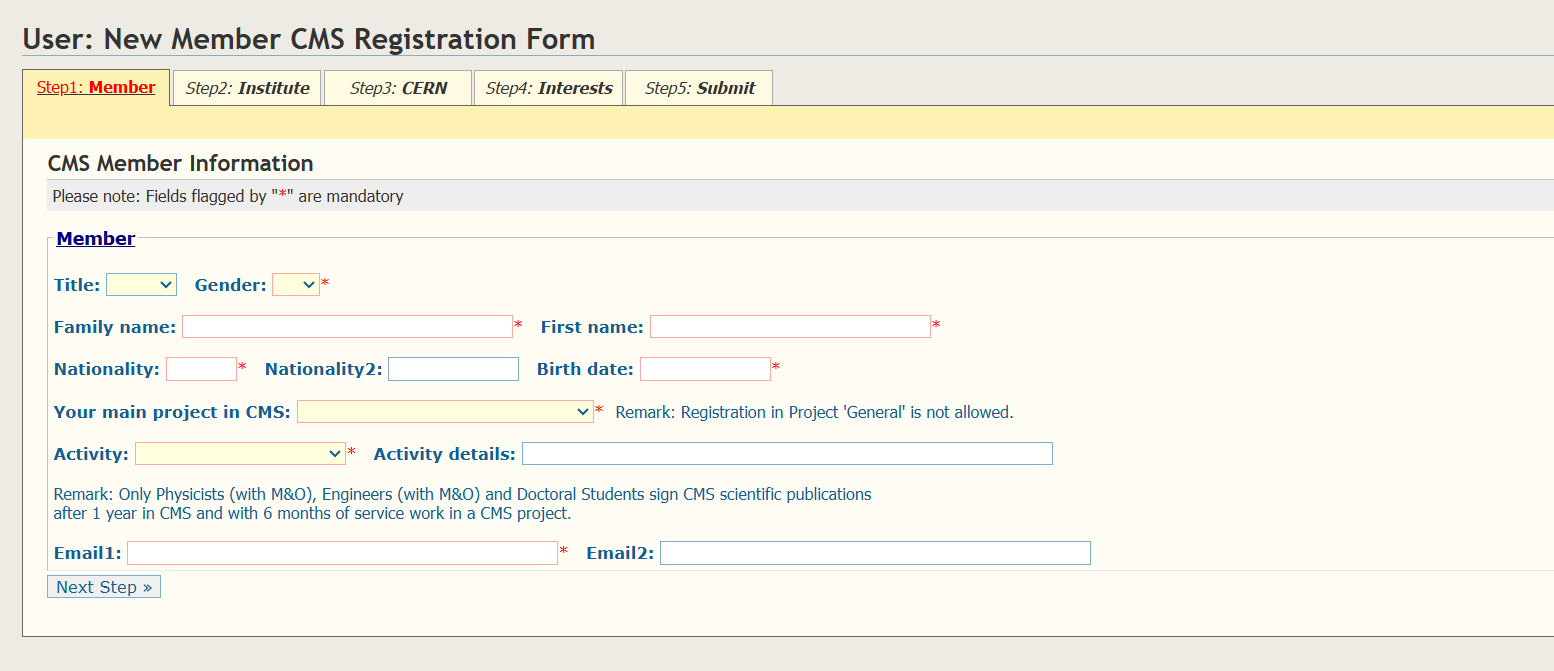 User: New Member CMS Registration Form
Step1: Member Step2: Institute Step3: CERN Step4: Interests Step5: Submit
CMS Member Information
Please note: Fields flagged by "*" are mandatory
Member
Title: Gender: *
Family name: * First name: *
Nationality: * Nationality2: Birth date: *
Your main project in CMS: * Remark: Registration in Project 'General' is not allowed.
Activity: * Activity details:
Remark: Only Physicists (with M&O), Engineers (with M&O) and Doctoral Students sign CMS scientific publications
after 1 year in CMS and with 6 months of service work in a CMS project.
Email1: * Email2:
Next Step »